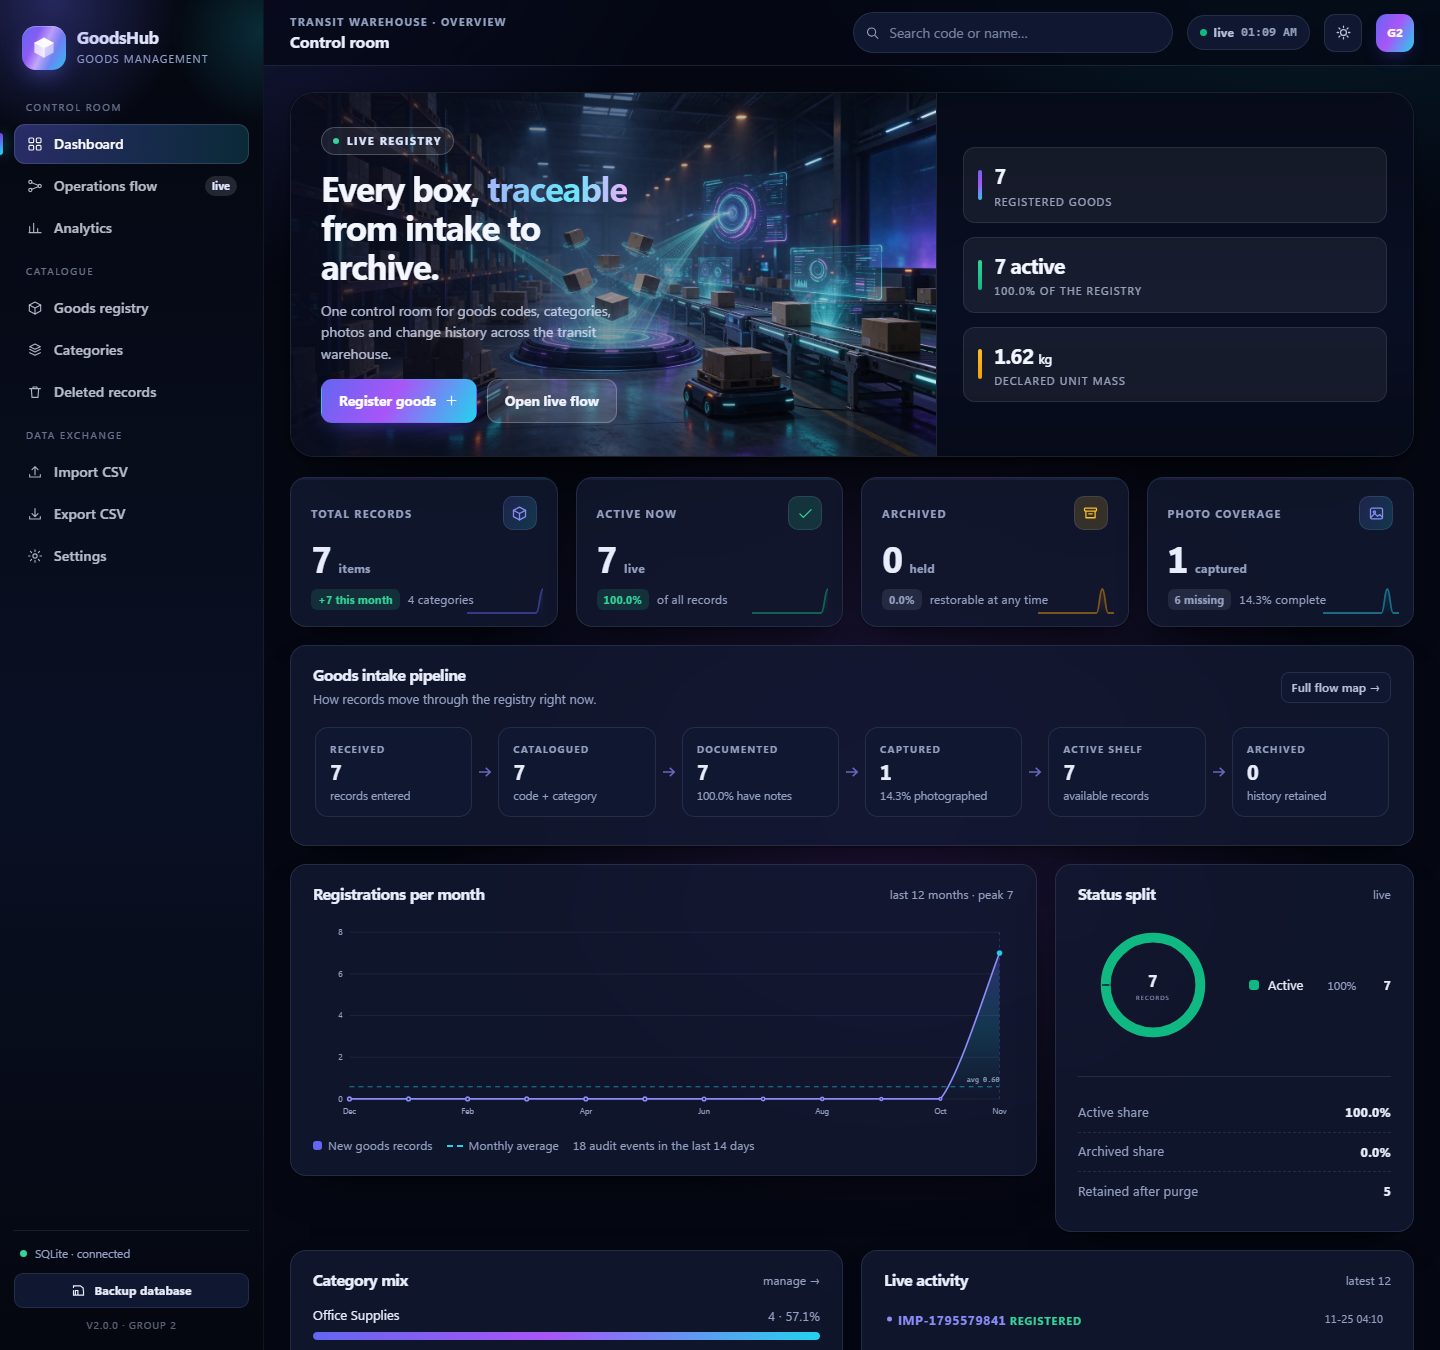 GoodsHub
GOODS MANAGEMENT
CONTROL ROOM
Dashboard
Operations flow live
Analytics
CATALOGUE
Goods registry
Categories
Deleted records
DATA EXCHANGE
Import CSV
Export CSV
Settings
SQLite · connected
Backup database
V2.0.0 · GROUP 2
TRANSIT WAREHOUSE · OVERVIEW
Control room
Search code or name...
live 01:09 AM
G2
LIVE REGISTRY
Every box, traceable
from intake to
archive.
One control room for goods codes, categories,
photos and change history across the transit
warehouse.
Register goods +
Open live flow
7
REGISTERED GOODS
7 active
100.0% OF THE REGISTRY
1.62 kg
DECLARED UNIT MASS
TOTAL RECORDS
7 items
+7 this month 4 categories
ACTIVE NOW
7 live
100.0% of all records
ARCHIVED
0 held
0.0% restorable at any time
PHOTO COVERAGE
1 captured
6 missing 14.3% complete
Goods intake pipeline
How records move through the registry right now.
Full flow map →
RECEIVED
7
records entered
→
CATALOGUED
7
code + category
→
DOCUMENTED
7
100.0% have notes
→
CAPTURED
1
14.3% photographed
→
ACTIVE SHELF
7
available records
→
ARCHIVED
0
history retained
Registrations per month
last 12 months · peak 7
8
6
4
2
0
avg 0.60
Dec Feb Apr Jun Aug Oct Nov
New goods records Monthly average 18 audit events in the last 14 days
Status split
live
7
RECORDS
Active 100% 7
Active share 100.0%
Archived share 0.0%
Retained after purge 5
Category mix
manage →
Office Supplies 4 · 57.1%
Live activity
latest 12
IMP-1795579841 REGISTERED 11-25 04:10